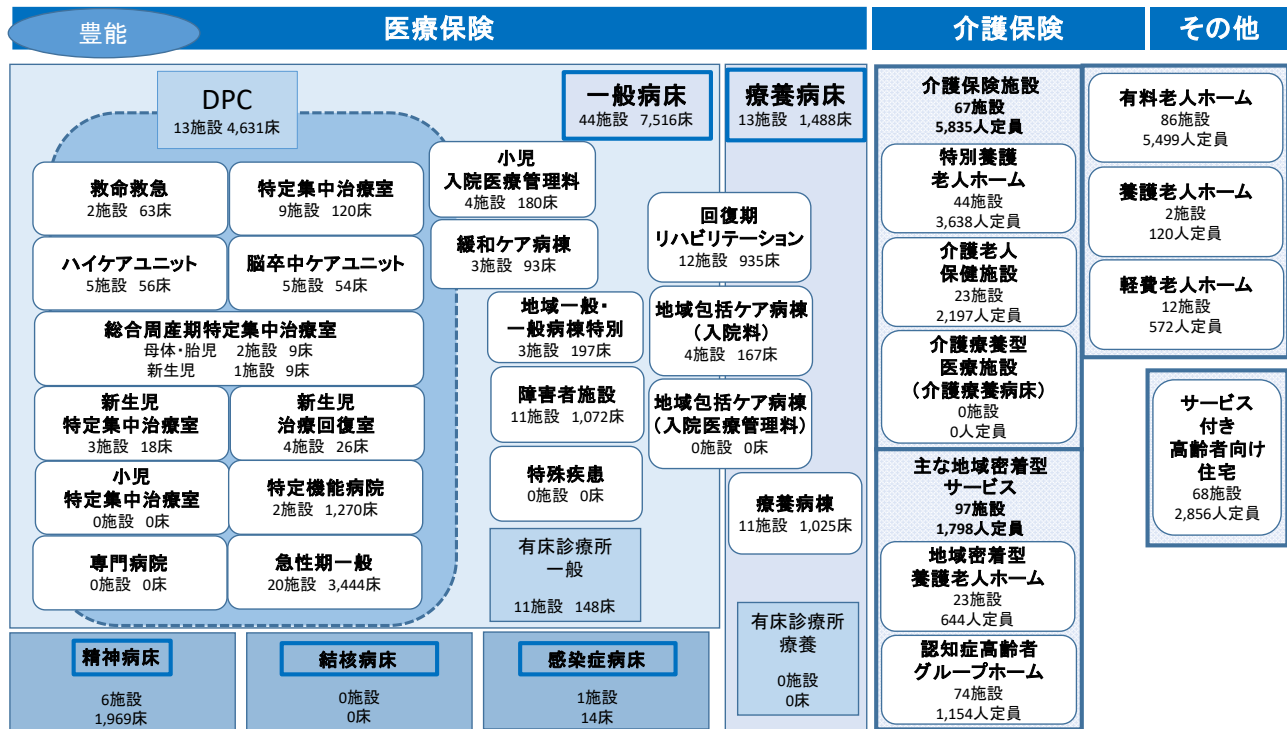 豊能
医療保険
介護保険
その他
DPC
13施設 4,631床
一般病床
44施設 7,516床
療養病床
13施設 1,488床
救命救急
2施設 63床
特定集中治療室
9施設 120床
小児
入院医療管理料
4施設 180床
ハイケアユニット
5施設 56床
脳卒中ケアユニット
5施設 54床
緩和ケア病棟
3施設 93床
回復期
リハビリテーション
12施設 935床
総合周産期特定集中治療室
母体・胎児 2施設 9床
新生児 1施設 9床
地域一般・
一般病棟特別
3施設 197床
地域包括ケア病棟
(入院料)
4施設 167床
新生児
特定集中治療室
3施設 18床
新生児
治療回復室
4施設 26床
障害者施設
11施設 1,072床
地域包括ケア病棟
(入院医療管理料)
0施設 0床
小児
特定集中治療室
0施設 0床
特定機能病院
2施設 1,270床
特殊疾患
0施設 0床
療養病棟
11施設 1,025床
専門病院
0施設 0床
急性期一般
20施設 3,444床
有床診療所
一般
11施設 148床
有床診療所
療養
0施設
0床
精神病床
6施設
1,969床
結核病床
0施設
0床
感染症病床
1施設
14床
介護保険施設
67施設
5,835人定員
特別養護
老人ホーム
44施設
3,638人定員
介護老人
保健施設
23施設
2,197人定員
介護療養型
医療施設
(介護療養病床)
0施設
0人定員
主な地域密着型
サービス
97施設
1,798人定員
地域密着型
養護老人ホーム
23施設
644人定員
認知症高齢者
グループホーム
74施設
1,154人定員
有料老人ホーム
86施設
5,499人定員
養護老人ホーム
2施設
120人定員
軽費老人ホーム
12施設
572人定員
サービス
付き
高齢者向け
住宅
68施設
2,856人定員